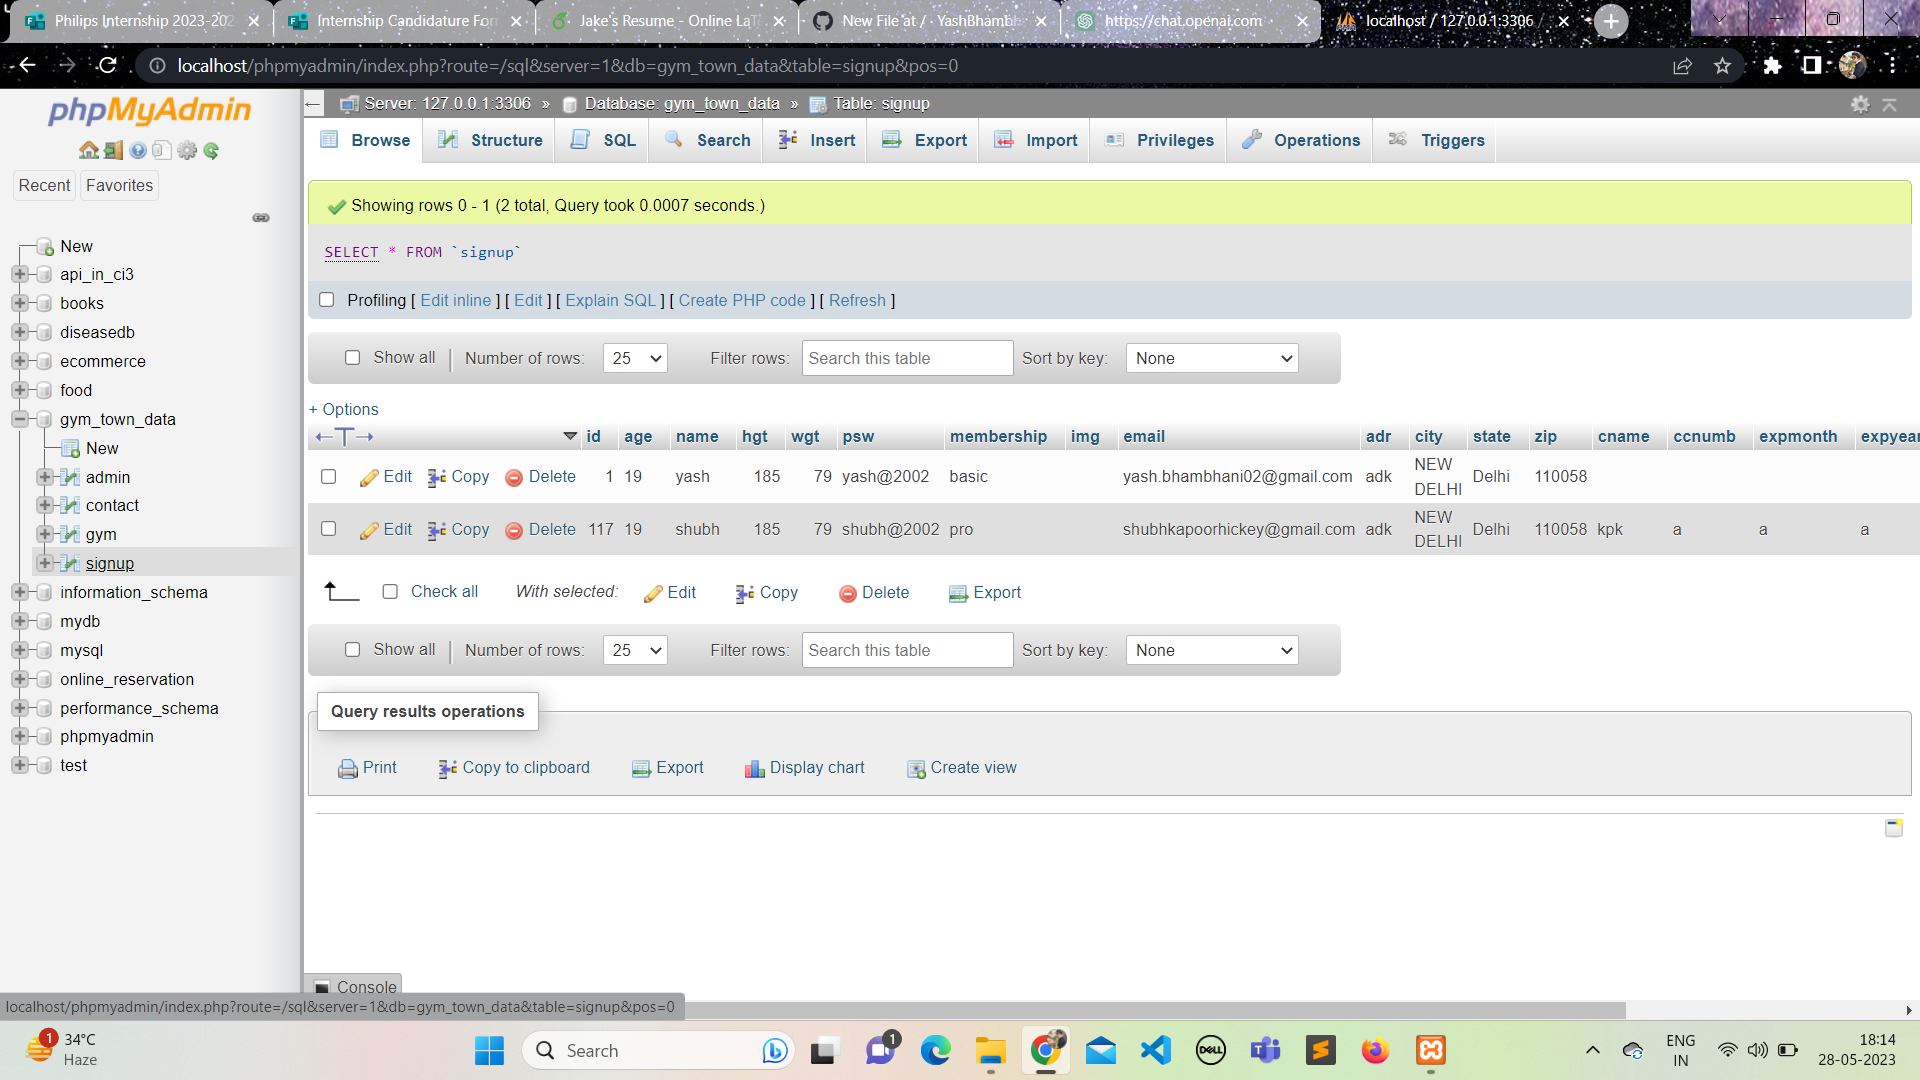 Philips Internship 2023-202
Internship Candidature For
Jake's Resume - Online LaT
New File at / · YashBhambh
https://chat.openai.com
localhost / 127.0.0.1:3306 /
localhost/phpmyadmin/index.php?route=/sql&server=1&db=gym_town_data&table=signup&pos=0
phpMyAdmin
Recent
Favorites
New
api_in_ci3
books
diseasedb
ecommerce
food
gym_town_data
New
admin
contact
gym
signup
information_schema
mydb
mysql
online_reservation
performance_schema
phpmyadmin
test
Server: 127.0.0.1:3306 » Database: gym_town_data » Table: signup
Browse Structure SQL Search Insert Export Import Privileges Operations Triggers
Showing rows 0 - 1 (2 total, Query took 0.0007 seconds.)
SELECT * FROM `signup`
Profiling [ Edit inline ] [ Edit ] [ Explain SQL ] [ Create PHP code ] [ Refresh ]
Show all Number of rows: 25 Filter rows: Search this table Sort by key: None
+ Options
←T→ id age name hgt wgt psw membership img email adr city state zip cname ccnumb expmonth expyear
Edit Copy Delete 1 19 yash 185 79 yash@2002 basic yash.bhambhani02@gmail.com adk NEW DELHI Delhi 110058
Edit Copy Delete 117 19 shubh 185 79 shubh@2002 pro shubhkapoorhickey@gmail.com adk NEW DELHI Delhi 110058 kpk a a a
Check all With selected: Edit Copy Delete Export
Show all Number of rows: 25 Filter rows: Search this table Sort by key: None
Query results operations
Print Copy to clipboard Export Display chart Create view
Console
localhost/phpmyadmin/index.php?route=/sql&server=1&db=gym_town_data&table=signup&pos=0
1
34°C
Haze
Search
1
DELL
ENG
IN
18:14
28-05-2023